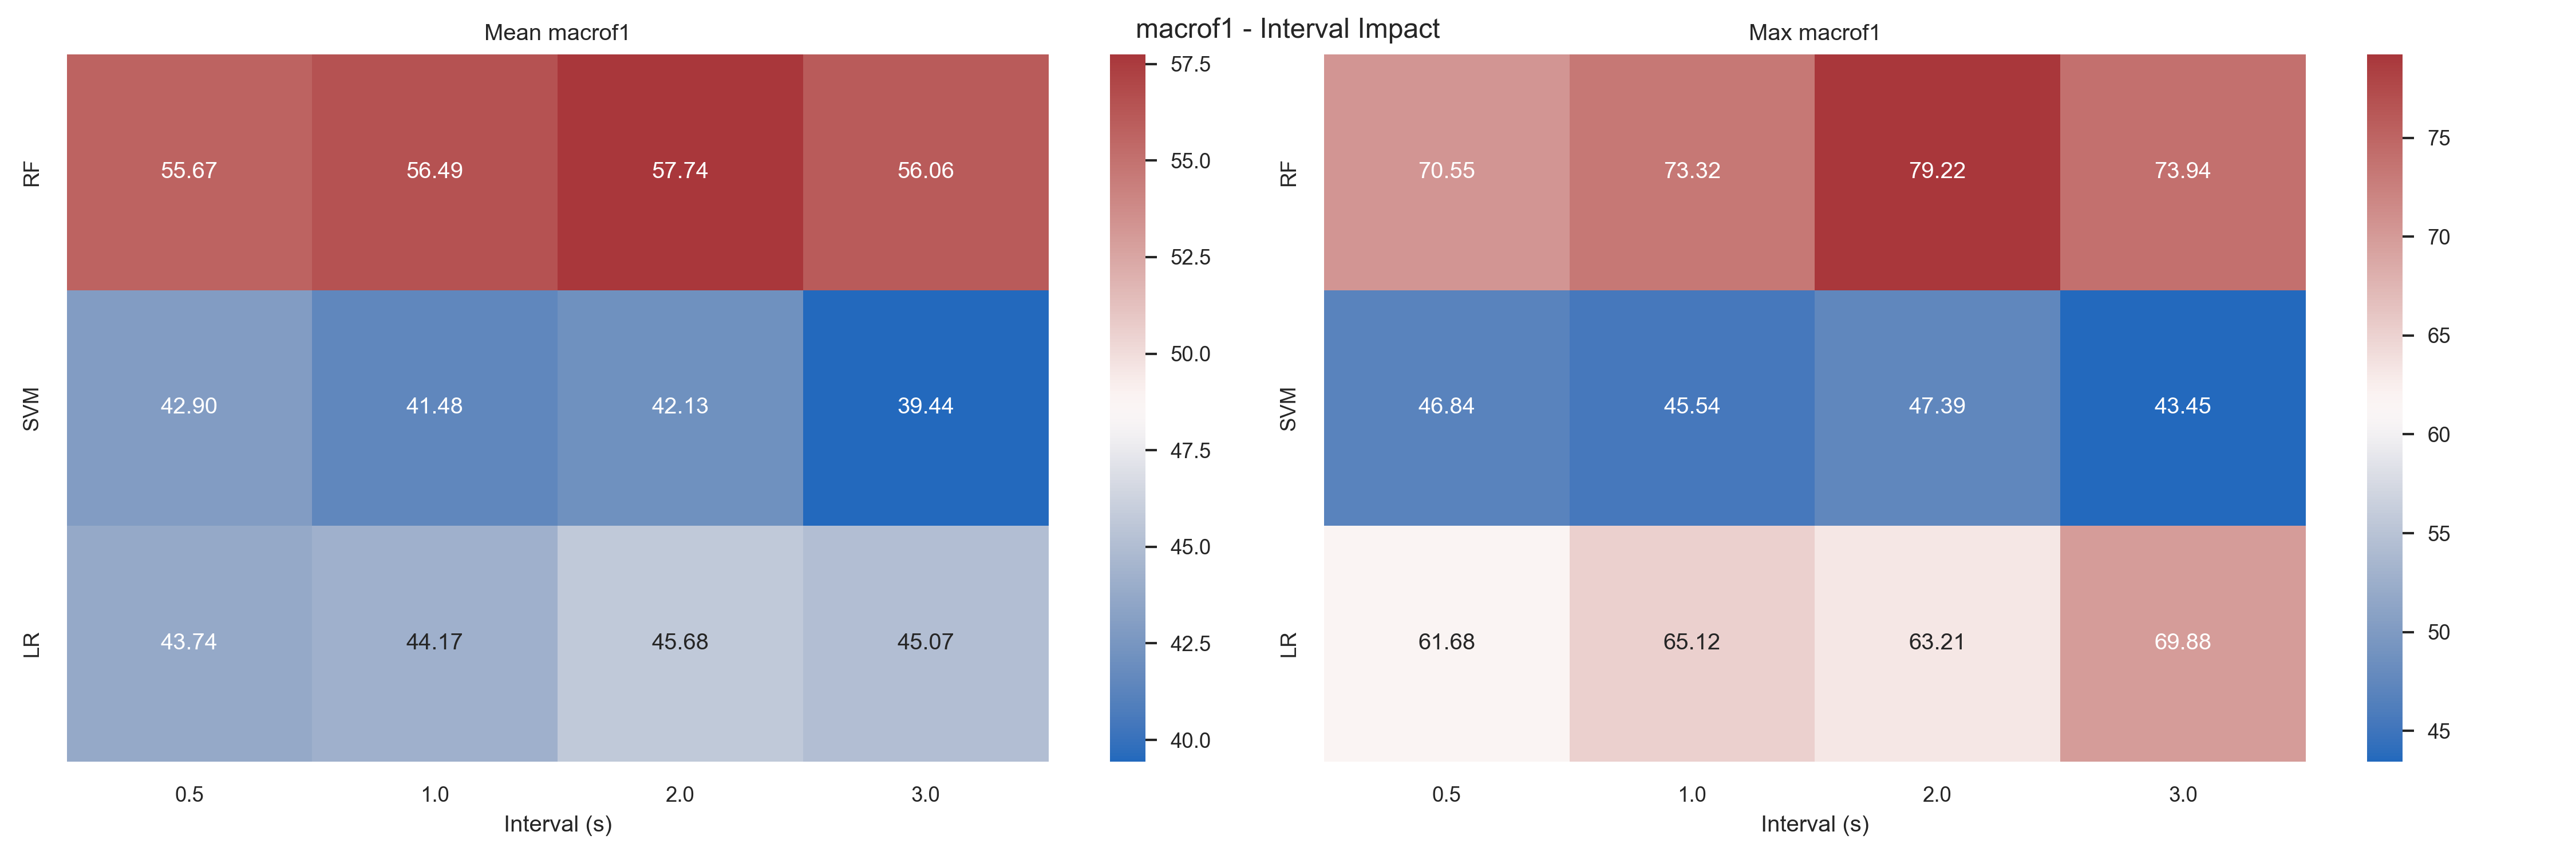 macrof1 - Interval Impact
Mean macrof1
RF
55.67 56.49 57.74 56.06
SVM
42.90 41.48 42.13 39.44
LR
43.74 44.17 45.68 45.07
0.5 1.0 2.0 3.0
Interval (s)
57.5
55.0
52.5
50.0
47.5
45.0
42.5
40.0
Max macrof1
RF
70.55 73.32 79.22 73.94
SVM
46.84 45.54 47.39 43.45
LR
61.68 65.12 63.21 69.88
0.5 1.0 2.0 3.0
Interval (s)
75
70
65
60
55
50
45